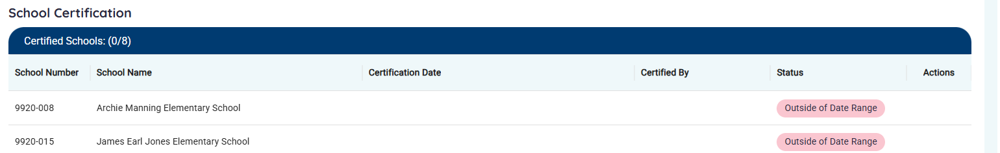 School Certification
Certified Schools: (0/8)
School Number School Name Certification Date Certified By Status Actions
9920-008 Archie Manning Elementary School Outside of Date Range
9920-015 James Earl Jones Elementary School Outside of Date Range